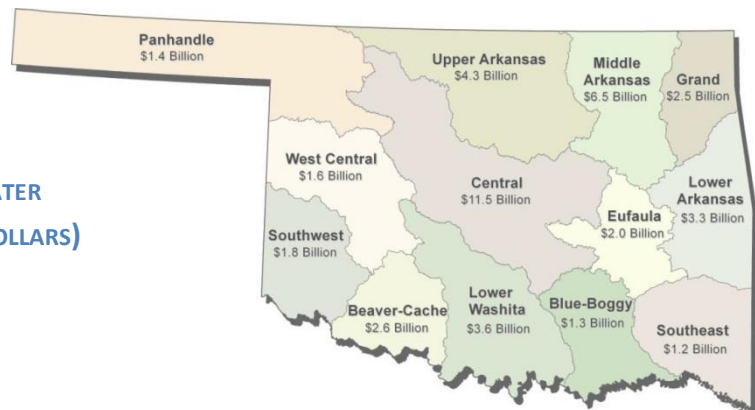 Panhandle
$1.4 Billion
Upper Arkansas
$4.3 Billion
Middle
Arkansas
$6.5 Billion
Grand
$2.5 Billion
West Central
$1.6 Billion
Central
$11.5 Billion
Lower
Arkansas
$3.3 Billion
Eufaula
$2.0 Billion
ATER
OLLARS)
Southwest
$1.8 Billion
Beaver-Cache
$2.6 Billion
Lower
Washita
$3.6 Billion
Blue-Boggy
$1.3 Billion
Southeast
$1.2 Billion